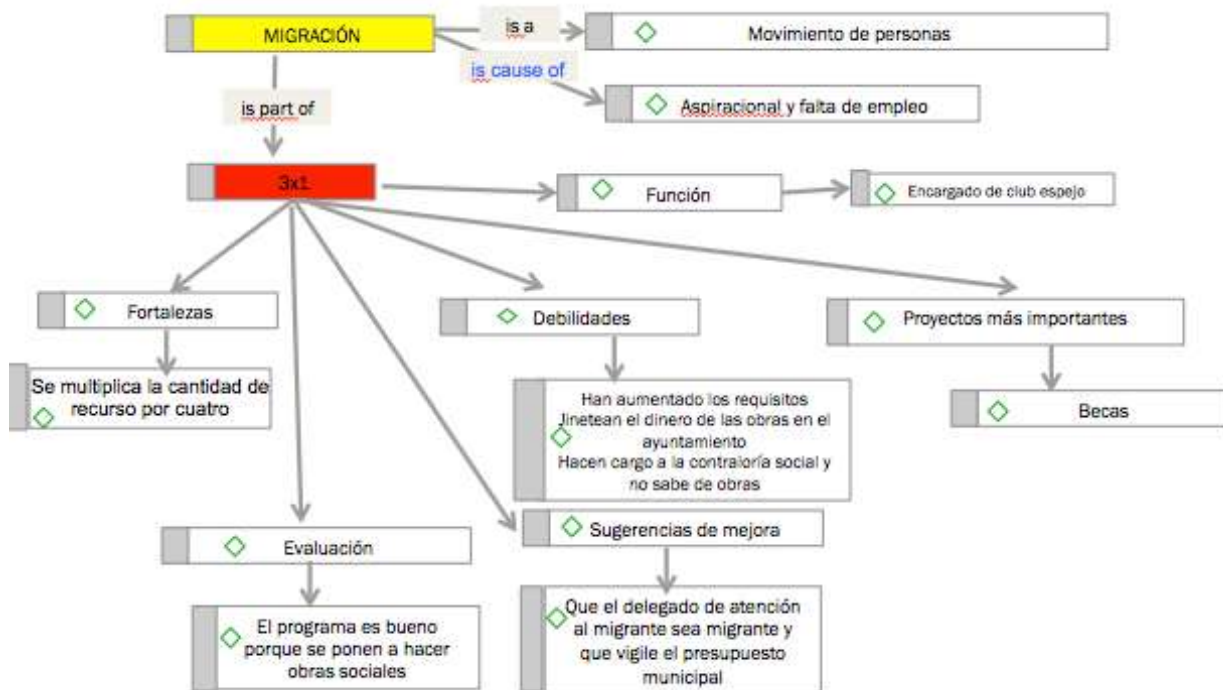 MIGRACIÓN
is a
Movimiento de personas
is cause of
Aspiracional y falta de empleo
is part of
3x1
Función
Encargado de club espejo
Fortalezas
Debilidades
Proyectos más importantes
Se multiplica la cantidad de
recurso por cuatro
Han aumentado los requisitos
Jinetean el dinero de las obras en el
ayuntamiento
Hacen cargo a la contraloría social y
no sabe de obras
Becas
Evaluación
Sugerencias de mejora
El programa es bueno
porque se ponen a hacer
obras sociales
Que el delegado de atención
al migrante sea migrante y
que vigile el presupuesto
municipal